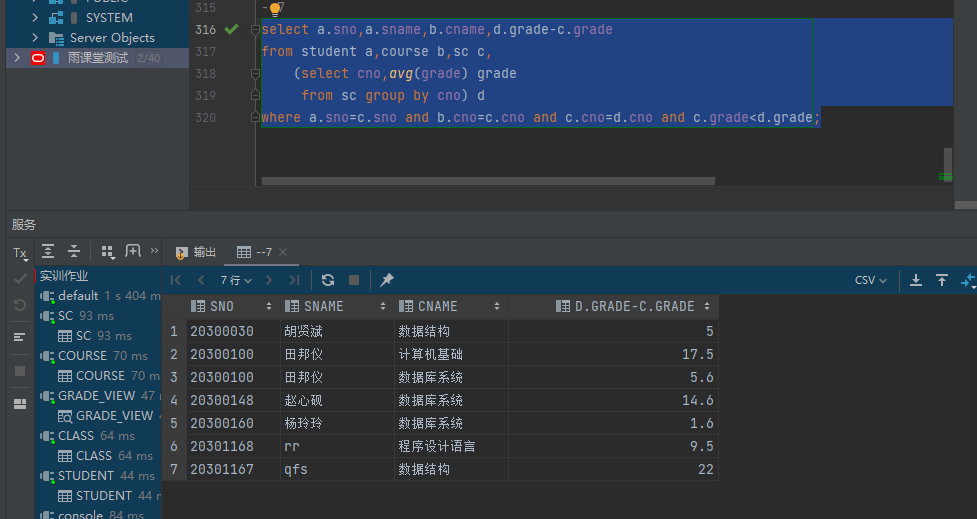 SYSTEM
Server Objects
雨课堂测试 2/40
315 --7
316 select a.sno,a.sname,b.cname,d.grade-c.grade
317 from student a,course b,sc c,
318 (select cno,avg(grade) grade
319 from sc group by cno) d
320 where a.sno=c.sno and b.cno=c.cno and c.cno=d.cno and c.grade<d.grade;
服务
Tx
输出
--7
实训作业
7 行
CSV
default 1 s 404 m
SC 93 ms
SC 93 ms
COURSE 70 ms
COURSE 70 m
GRADE_VIEW 47
GRADE_VIEW
CLASS 64 ms
CLASS 64 ms
STUDENT 44 ms
STUDENT 44 m
console 84 ms
SNO SNAME CNAME D.GRADE-C.GRADE
1 20300030 胡贤斌 数据结构 5
2 20300100 田邦仪 计算机基础 17.5
3 20300100 田邦仪 数据库系统 5.6
4 20300148 赵心砚 数据库系统 14.6
5 20300160 杨玲玲 数据库系统 1.6
6 20301168 rr 程序设计语言 9.5
7 20301167 qfs 数据结构 22